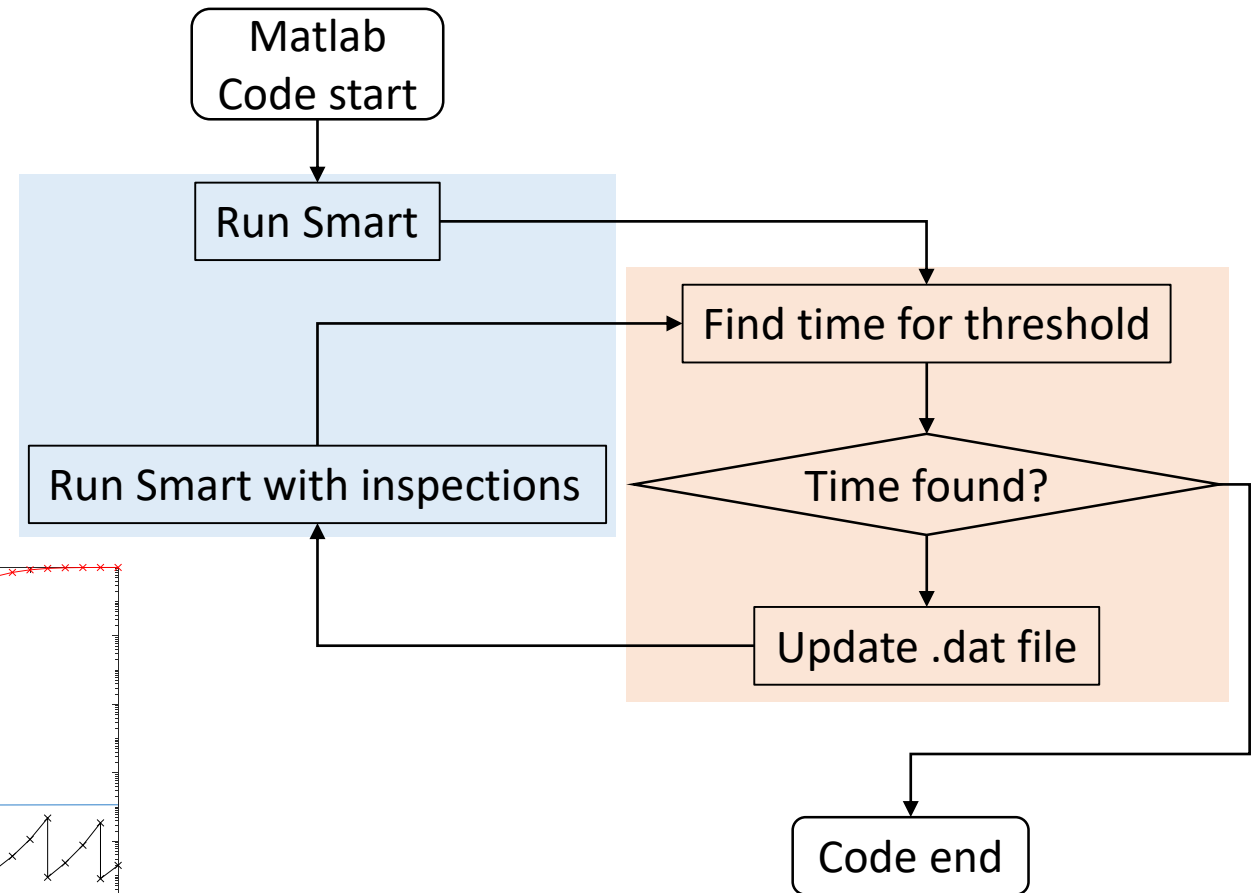 Matlab
Code start
Run Smart
Find time for threshold
Run Smart with inspections
Time found?
Update .dat file
Code end